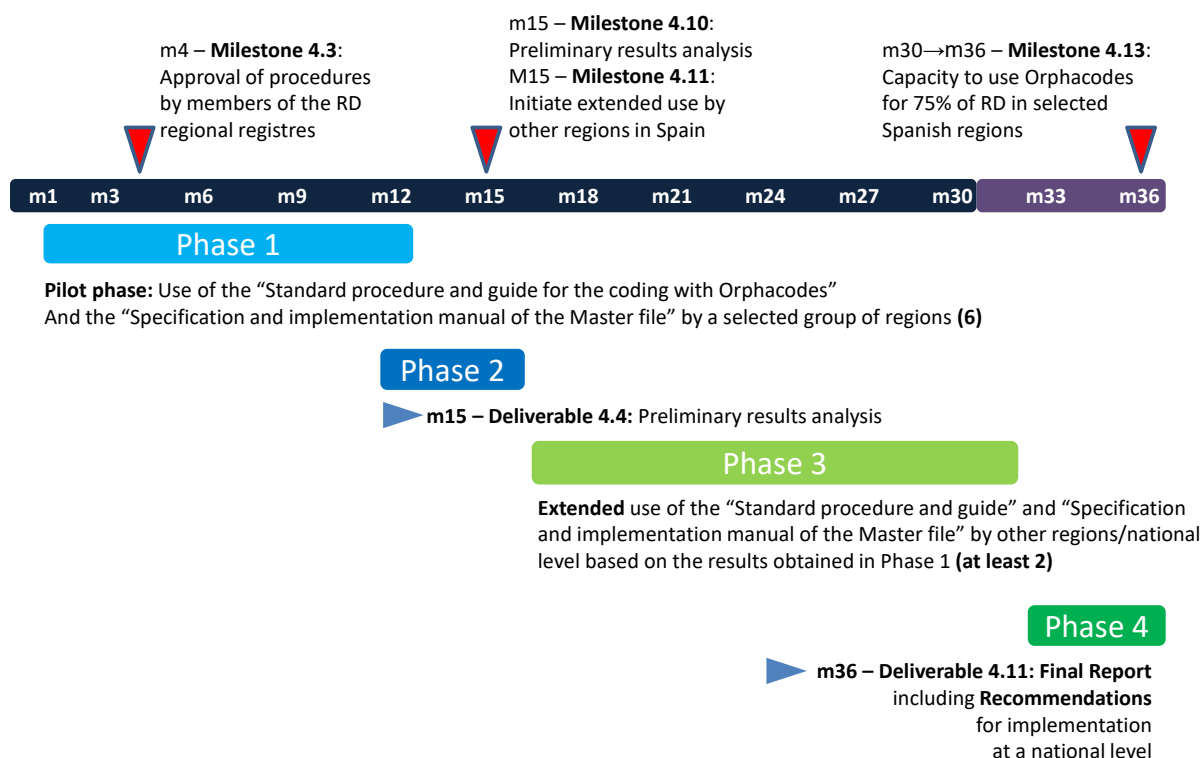 m4 – Milestone 4.3:
Approval of procedures
by members of the RD
regional registres
m15 – Milestone 4.10:
Preliminary results analysis
M15 – Milestone 4.11:
Initiate extended use by
other regions in Spain
m30→m36 – Milestone 4.13:
Capacity to use Orphacodes
for 75% of RD in selected
Spanish regions
m1 m3 m6 m9 m12 m15 m18 m21 m24 m27 m30 m33 m36
Phase 1
Pilot phase: Use of the “Standard procedure and guide for the coding with Orphacodes”
And the “Specification and implementation manual of the Master file” by a selected group of regions (6)
Phase 2
m15 – Deliverable 4.4: Preliminary results analysis
Phase 3
Extended use of the “Standard procedure and guide” and “Specification
and implementation manual of the Master file” by other regions/national
level based on the results obtained in Phase 1 (at least 2)
Phase 4
m36 – Deliverable 4.11: Final Report
including Recommendations
for implementation
at a national level